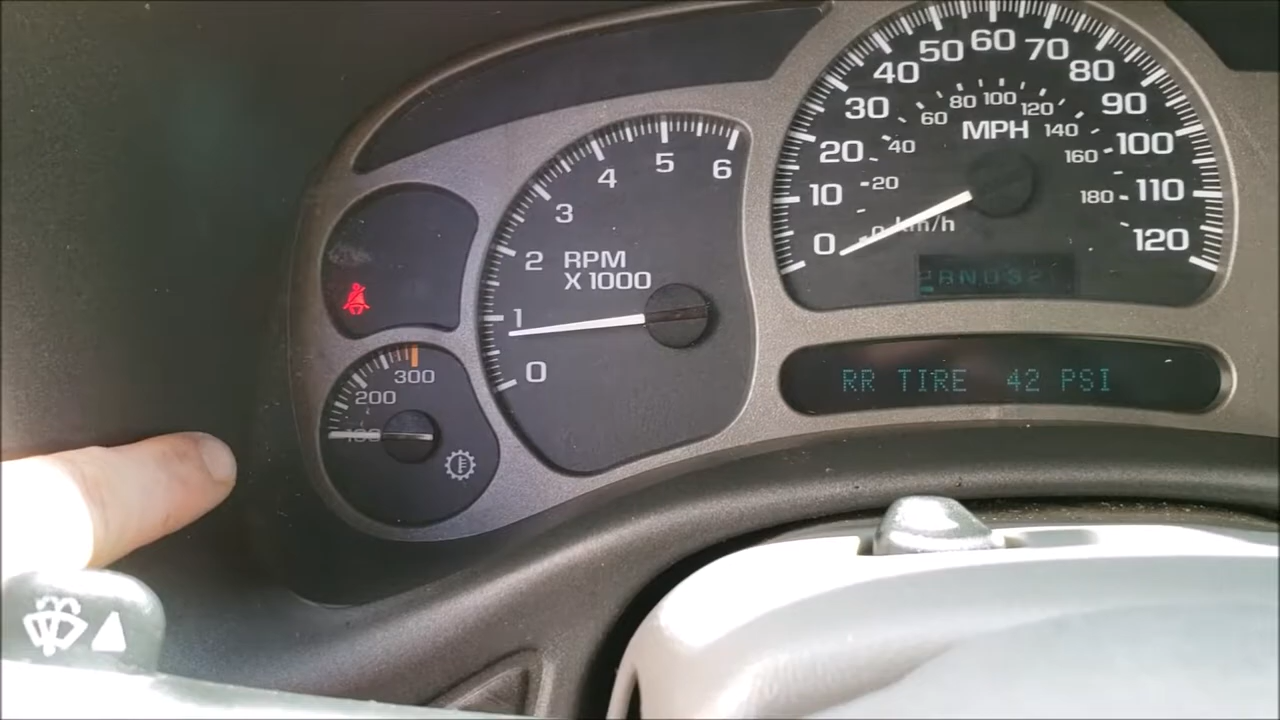 0 10 20 30 40 50 60 70 80 90 100 110 120
20 40 60 80 100 120 140 160 180
MPH
km/h
0 1 2 3 4 5 6
RPM
X 1000
RR TIRE 42 PSI
100 200 300